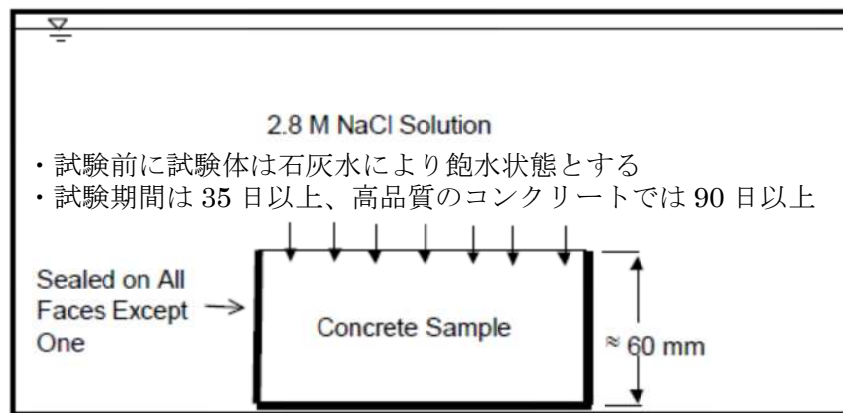 2.8 M NaCl Solution
・試験前に試験体は石灰水により飽水状態とする
・試験期間は 35 日以上、高品質のコンクリートでは 90 日以上
Sealed on All
Faces Except
One
Concrete Sample
≈ 60 mm